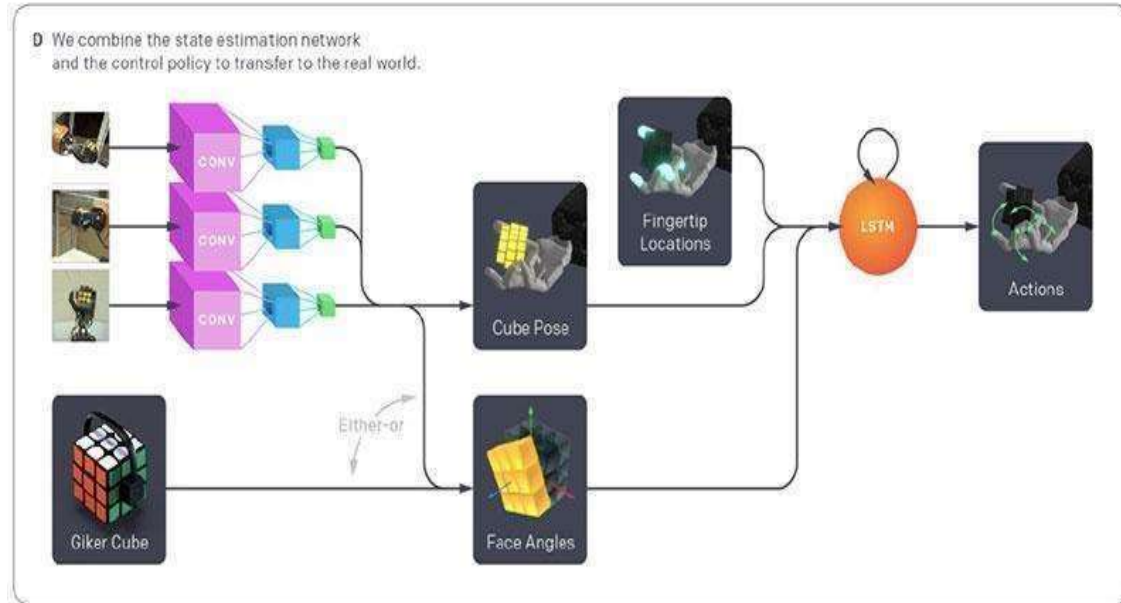 D We combine the state estimation network
and the control policy to transfer to the real world.
CONV
CONV
CONV
Fingertip
Locations
LSTM
Actions
Cube Pose
Either-or
Giker Cube
Face Angles